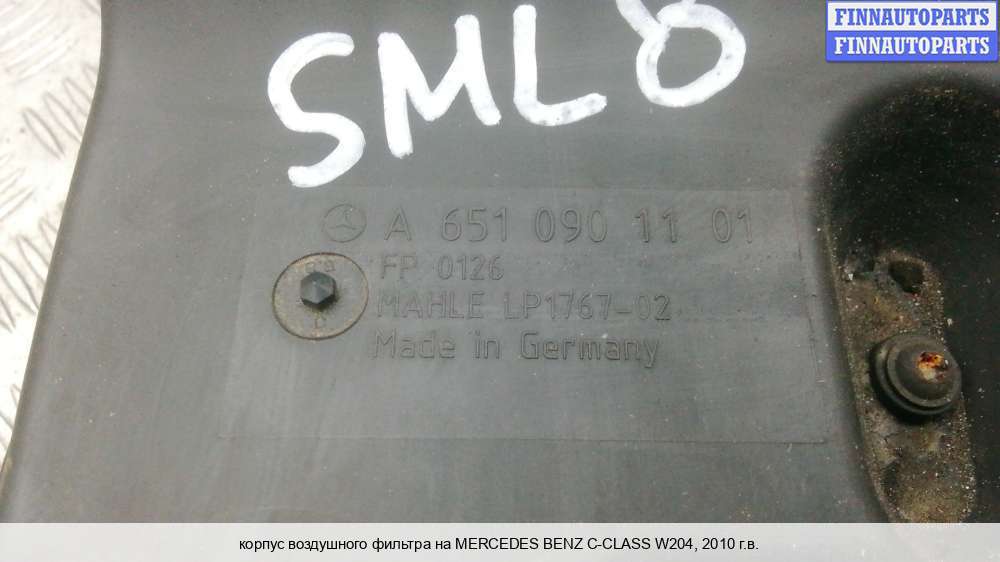 FINNAUTOPARTS
FINNAUTOPARTS
SML8
A 651 090 11 01
FP 0126
MAHLE LP1767-02
Made in Germany
корпус воздушного фильтра на MERCEDES BENZ C-CLASS W204, 2010 г.в.